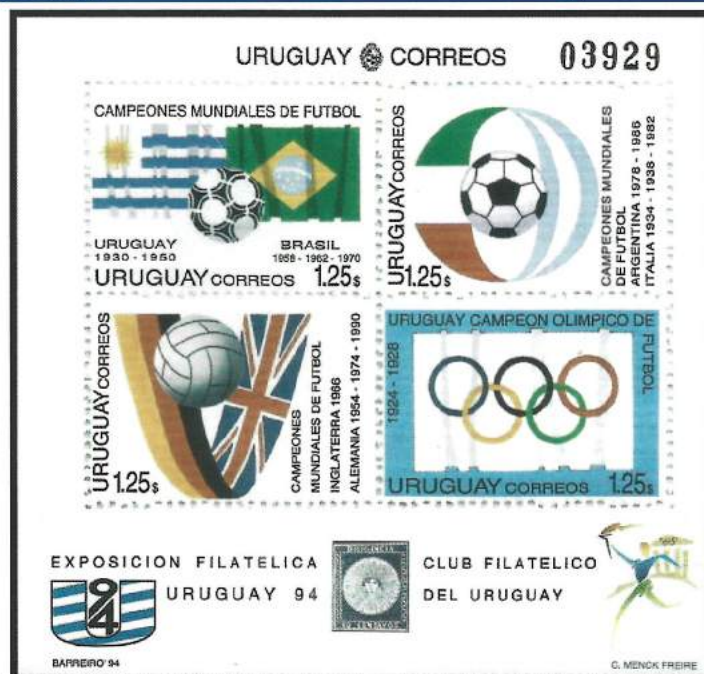 URUGUAY CORREOS 03929
CAMPEONES MUNDIALES DE FUTBOL
URUGUAY
1930 - 1950
BRASIL
1958 - 1962 - 1970
URUGUAY CORREOS 1.25$
URUGUAY CORREOS
1.25$
CAMPEONES MUNDIALES
DE FUTBOL
ARGENTINA 1978 - 1986
ITALIA 1934 - 1938 - 1982
URUGUAY CORREOS
1.25$
CAMPEONES
MUNDIALES DE FUTBOL
INGLATERRA 1966
ALEMANIA 1954 - 1974 - 1990
URUGUAY CAMPEON OLIMPICO DE
FUTBOL
1924 - 1928
URUGUAY CORREOS 1.25$
EXPOSICION FILATELICA
URUGUAY 94
94
BARREIRO '94
DILIGENCIA
60 CENTAVOS
CLUB FILATELICO
DEL URUGUAY
C. MENCK FREIRE